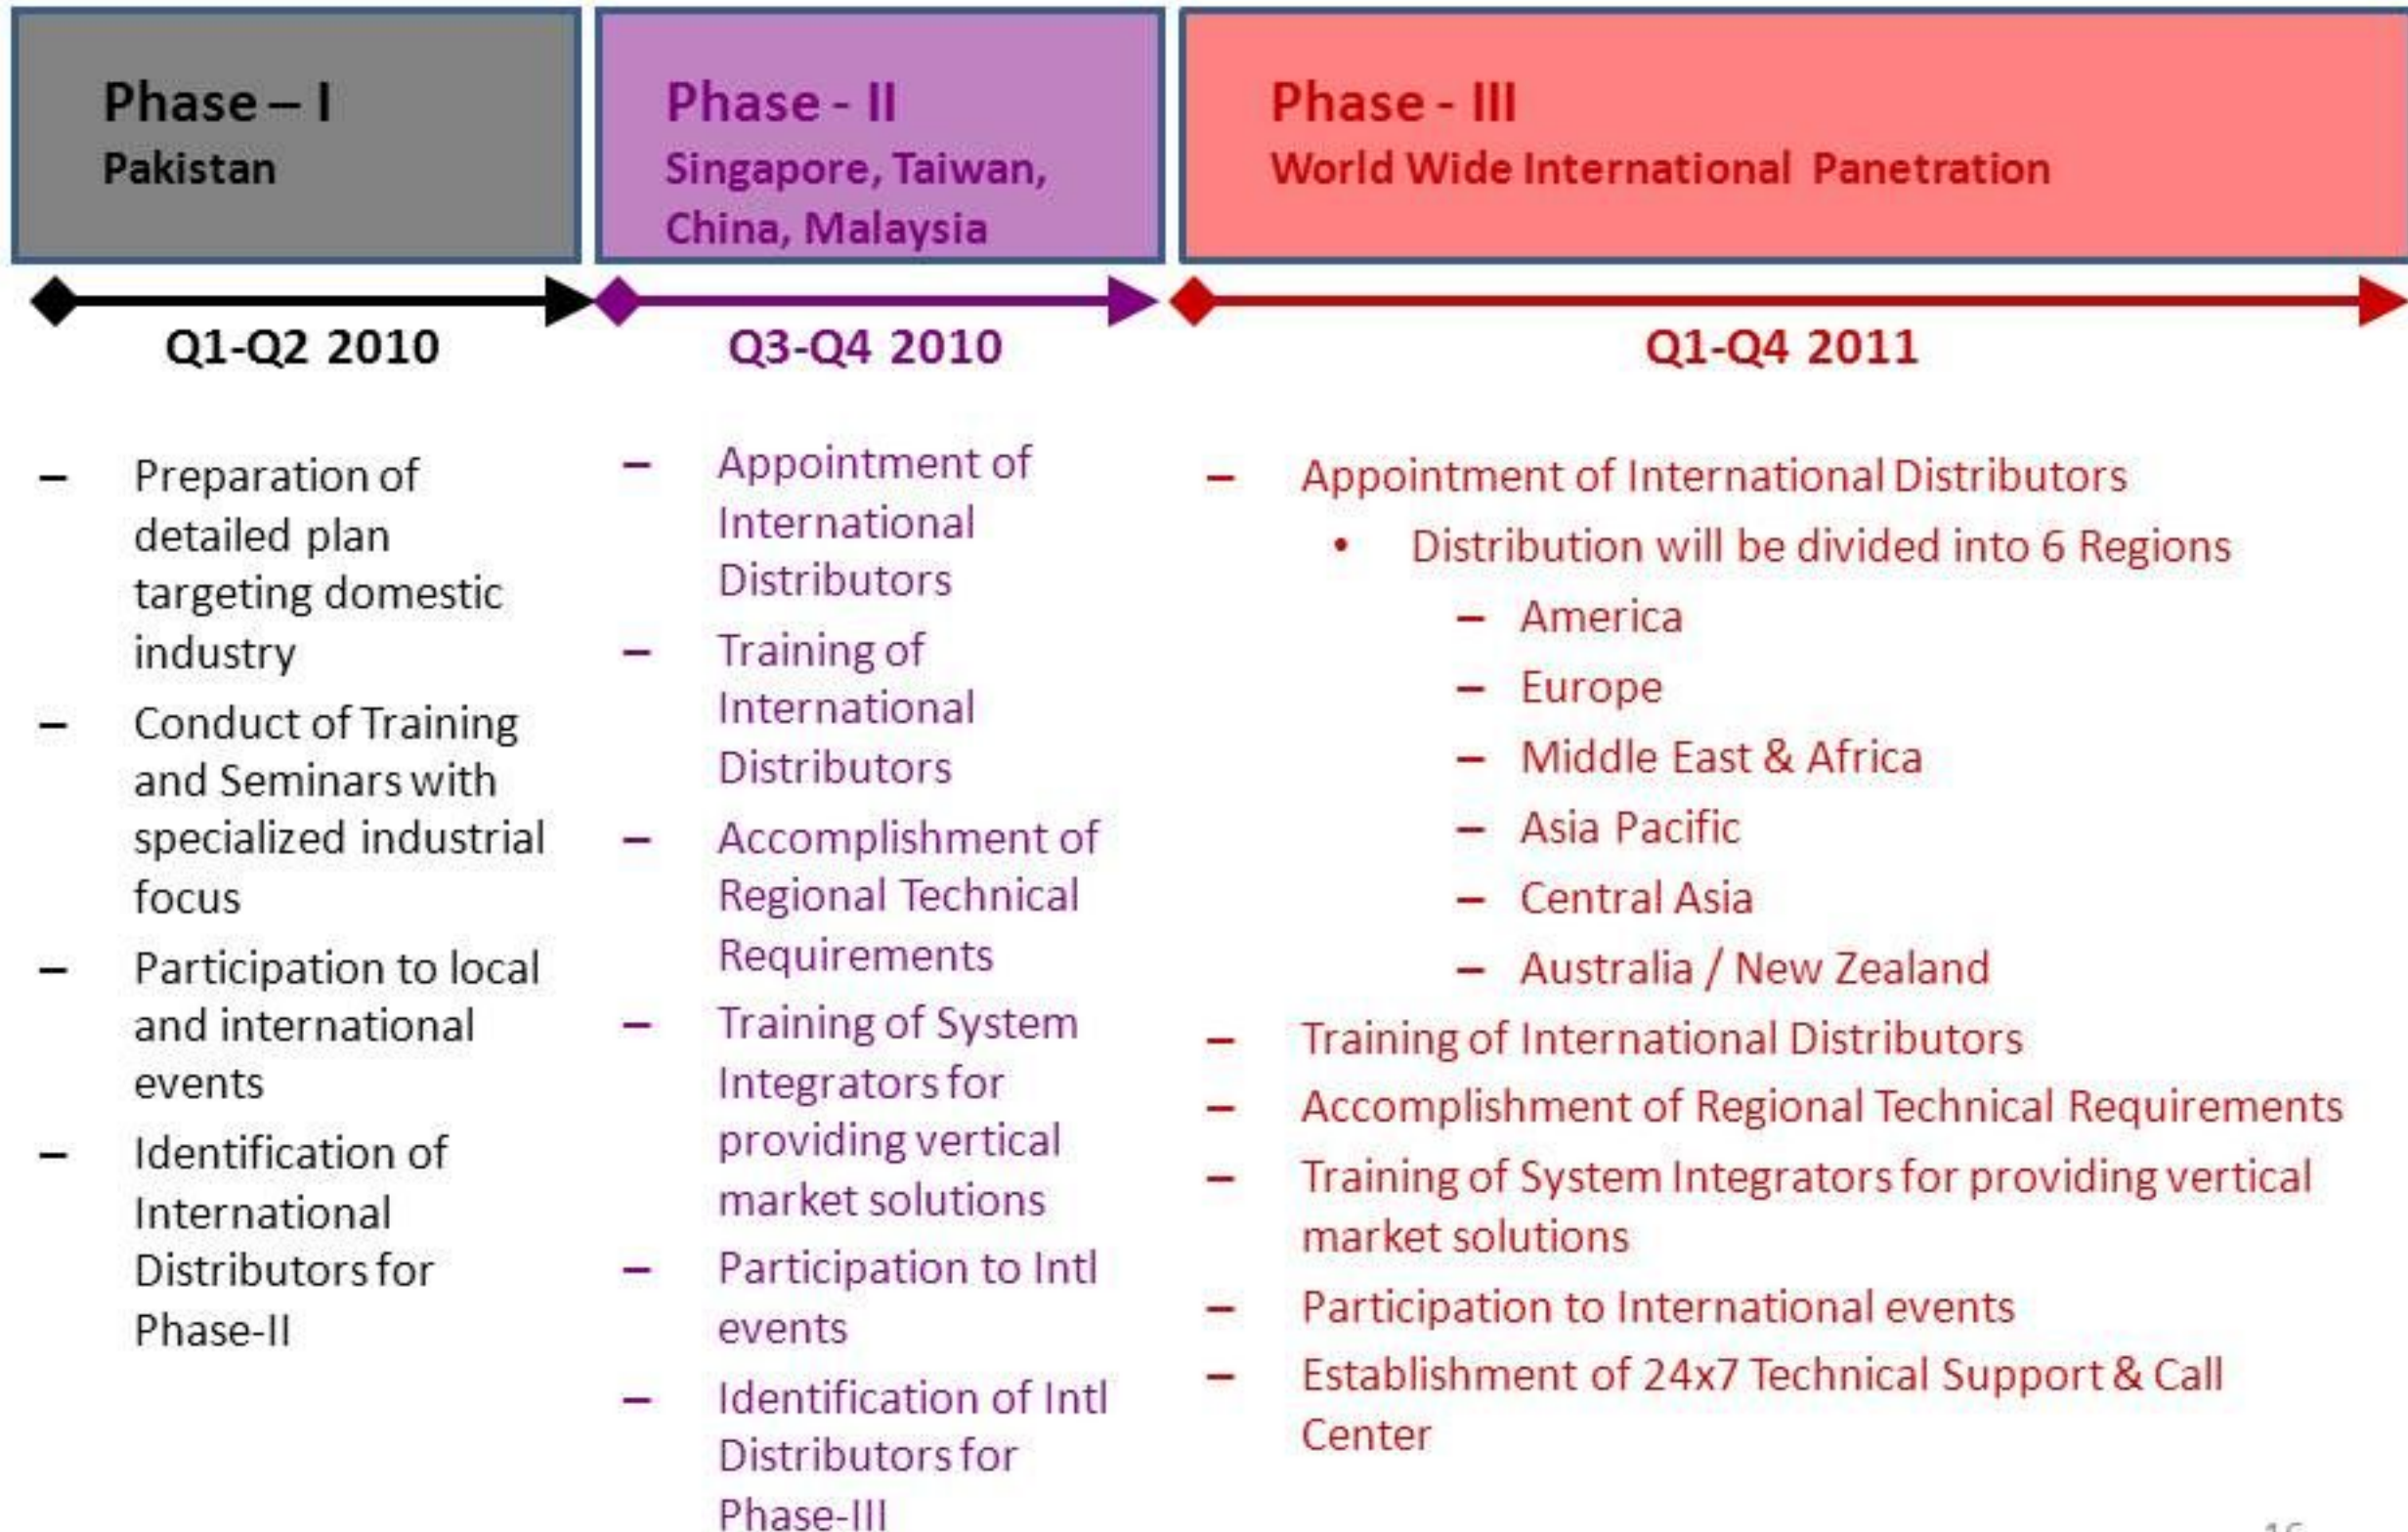 Phase – I
Pakistan
Phase - II
Singapore, Taiwan,
China, Malaysia
Phase - III
World Wide International Panetration
Q1-Q2 2010
Q3-Q4 2010
Q1-Q4 2011
– Preparation of
detailed plan
targeting domestic
industry
– Conduct of Training
and Seminars with
specialized industrial
focus
– Participation to local
and international
events
– Identification of
International
Distributors for
Phase-II
– Appointment of
International
Distributors
– Training of
International
Distributors
– Accomplishment of
Regional Technical
Requirements
– Training of System
Integrators for
providing vertical
market solutions
– Participation to Intl
events
– Identification of Intl
Distributors for
Phase-III
– Appointment of International Distributors
• Distribution will be divided into 6 Regions
– America
– Europe
– Middle East & Africa
– Asia Pacific
– Central Asia
– Australia / New Zealand
– Training of International Distributors
– Accomplishment of Regional Technical Requirements
– Training of System Integrators for providing vertical
market solutions
– Participation to International events
– Establishment of 24x7 Technical Support & Call
Center